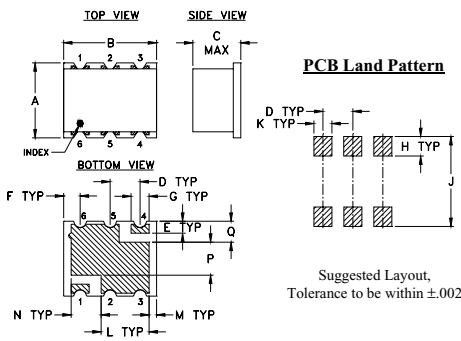 TOP VIEW
SIDE VIEW
B
C
MAX
1 2 3
A
6 5 4
INDEX
PCB Land Pattern
D TYP
K TYP
H TYP
J
BOTTOM VIEW
F TYP
D TYP
G TYP
6 5 4
E TYP
Q
P
1 2 3
N TYP
M TYP
L TYP
Suggested Layout,
Tolerance to be within ±.002